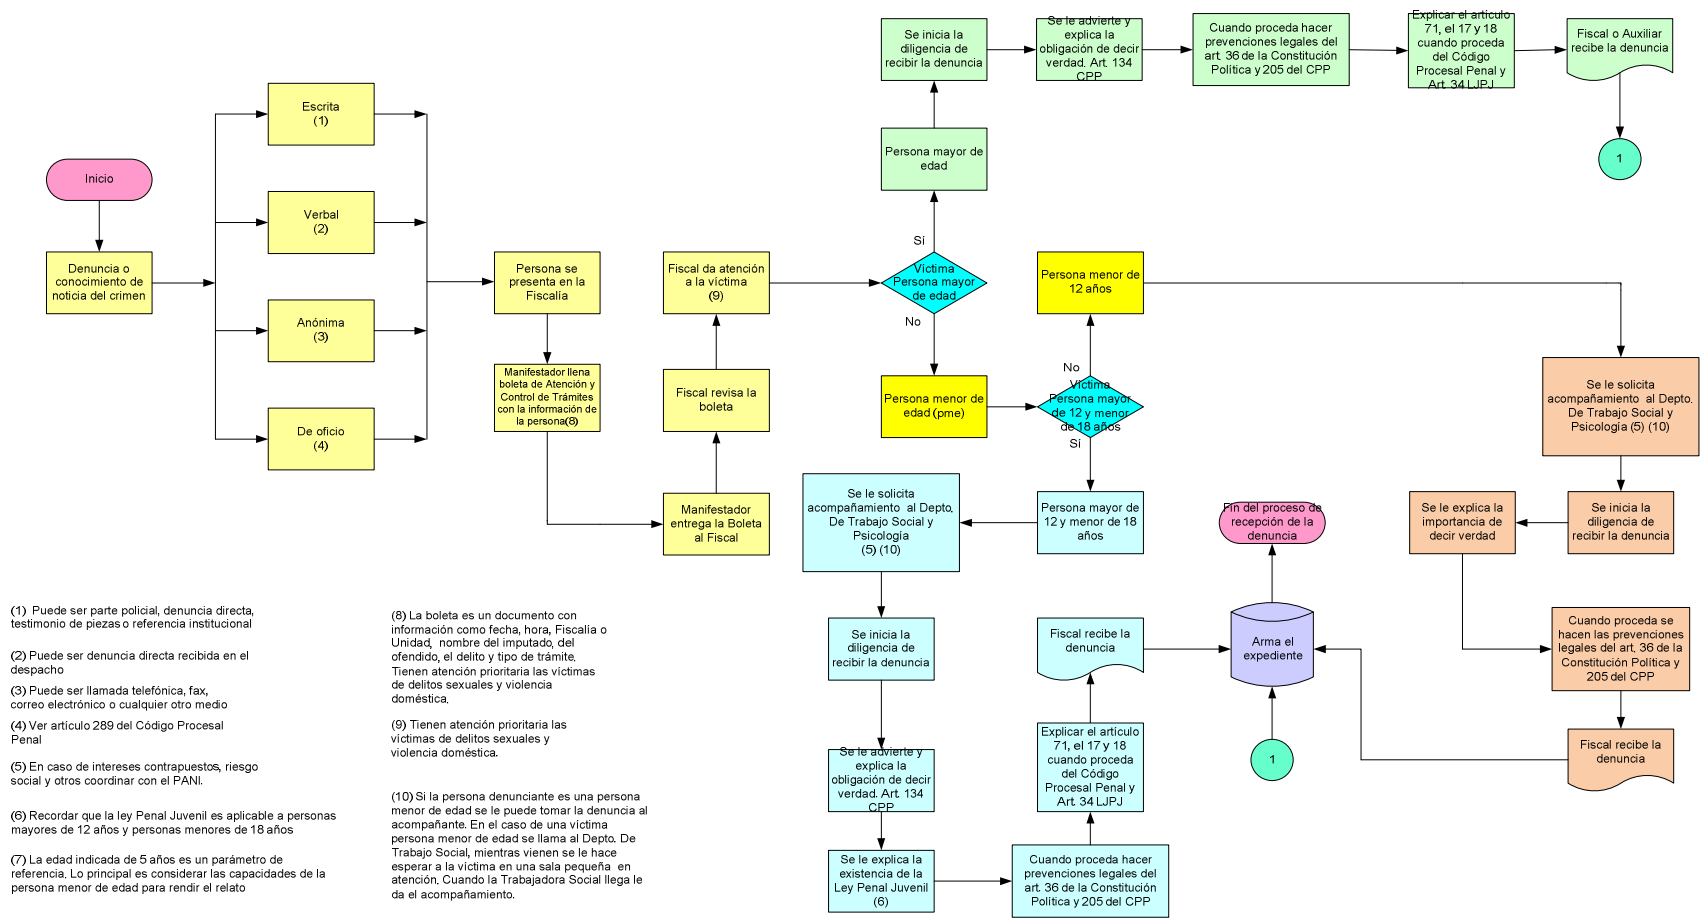 Inicio
Denuncia o
conocimiento de
noticia del crimen
Escrita
(1)
Verbal
(2)
Anónima
(3)
De oficio
(4)
Persona se
presenta en la
Fiscalía
Manifestador llena
boleta de Atención y
Control de Trámites
con la información de
la persona(8)
Manifestador
entrega la Boleta
al Fiscal
Fiscal revisa la
boleta
Fiscal da atención
a la víctima
(9)
Víctima
Persona mayor
de edad
Sí
No
Persona mayor de
edad
Se inicia la
diligencia de
recibir la denuncia
Se le advierte y
explica la
obligación de decir
verdad. Art. 134
CPP
Cuando proceda hacer
prevenciones legales del
art. 36 de la Constitución
Política y 205 del CPP
Explicar el artículo
71, el 17 y 18
cuando proceda
del Código
Procesal Penal y
Art. 34 LJPJ
Fiscal o Auxiliar
recibe la denuncia
1
Persona menor de
edad (pme)
Víctima
Persona mayor
de 12 y menor
de 18 años
No
Sí
Persona menor de
12 años
Se le solicita
acompañamiento  al Depto.
De Trabajo Social y
Psicología (5) (10)
Se inicia la
diligencia de
recibir la denuncia
Se le explica la
importancia de
decir verdad
Cuando proceda se
hacen las prevenciones
legales del art. 36 de la
Constitución Política y
205 del CPP
Fiscal recibe la
denuncia
Persona mayor de
12 y menor de 18
años
Se le solicita
acompañamiento  al Depto.
De Trabajo Social y
Psicología
(5) (10)
Se inicia la
diligencia de
recibir la denuncia
Se le advierte y
explica la
obligación de decir
verdad. Art. 134
CPP
Se le explica la
existencia de la
Ley Penal Juvenil
(6)
Cuando proceda hacer
prevenciones legales del
art. 36 de la Constitución
Política y 205 del CPP
Explicar el artículo
71, el 17 y 18
cuando proceda
del Código
Procesal Penal y
Art. 34 LPJ
Fiscal recibe la
denuncia
Arma el
expediente
1
Fin del proceso de
recepción de la
denuncia
(1)  Puede ser parte policial, denuncia directa,
testimonio de piezas o referencia institucional
(2) Puede ser denuncia directa recibida en el
despacho
(3) Puede ser llamada telefónica, fax,
correo electrónico o cualquier otro medio
(4) Ver artículo 289 del Código Procesal
Penal
(5) En caso de intereses contrapuestos, riesgo
social y otros coordinar con el PANI.
(6) Recordar que la ley Penal Juvenil es aplicable a personas
mayores de 12 años y personas menores de 18 años
(7) La edad indicada de 5 años es un parámetro de
referencia. Lo principal es considerar las capacidades de la
persona menor de edad para rendir el relato
(8) La boleta es un documento con
información como fecha, hora, Fiscalía o
Unidad,  nombre del imputado, del
ofendido, el delito y tipo de trámite.
Tienen atención prioritaria las víctimas
de delitos sexuales y violencia
doméstica.
(9) Tienen atención prioritaria las
víctimas de delitos sexuales y
violencia doméstica.
(10) Si la persona denunciante es una persona
menor de edad se le puede tomar la denuncia al
acompañante. En el caso de una víctima
persona menor de edad se llama al Depto. De
Trabajo Social, mientras vienen se le hace
esperar a la víctima en una sala pequeña  en
atención. Cuando la Trabajadora Social llega le
da el acompañamiento.